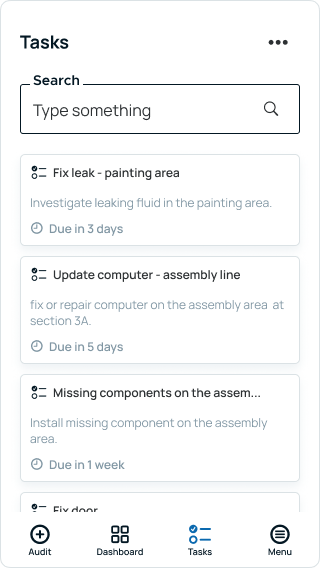 Tasks
Search
Type something
Fix leak - painting area
Investigate leaking fluid in the painting area.
Due in 3 days
Update computer - assembly line
fix or repair computer on the assembly area at
section 3A.
Due in 5 days
Missing components on the assem...
Install missing component on the assembly
area.
Due in 1 week
Fix door
Audit
Dashboard
Tasks
Menu